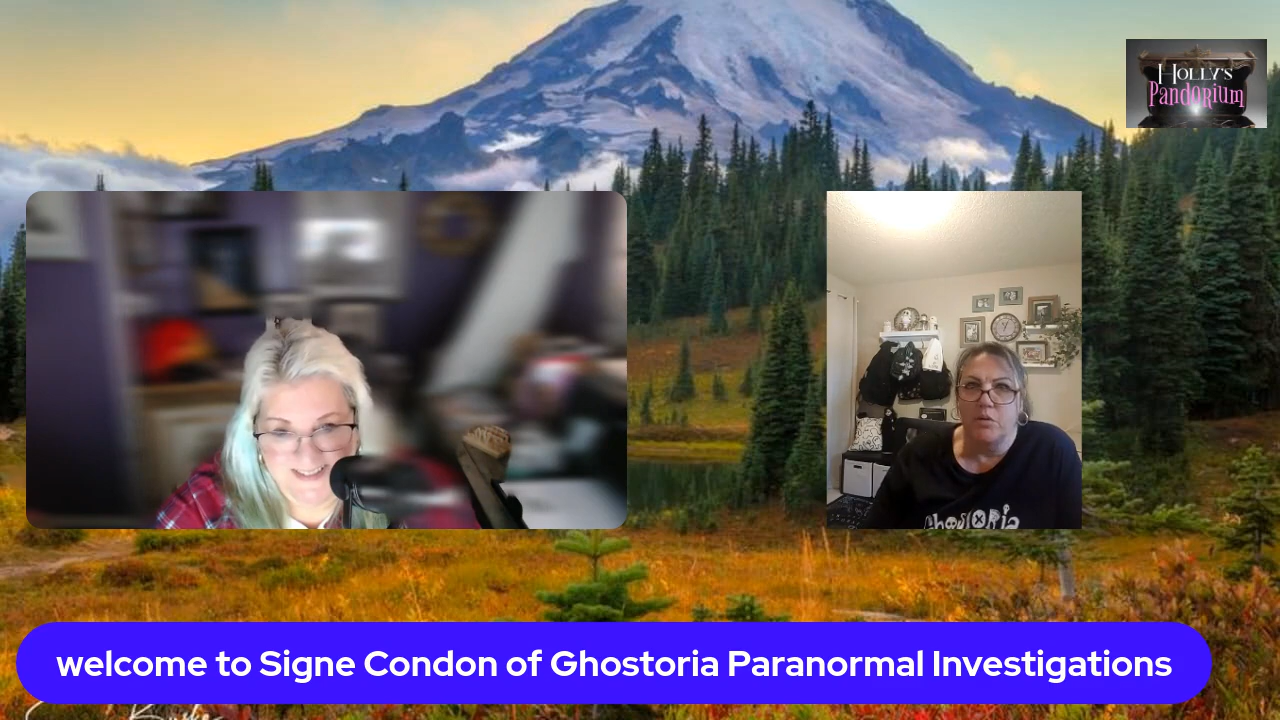 HOLLY'S
Pandorium
Ghostoria
welcome to Signe Condon of Ghostoria Paranormal Investigations